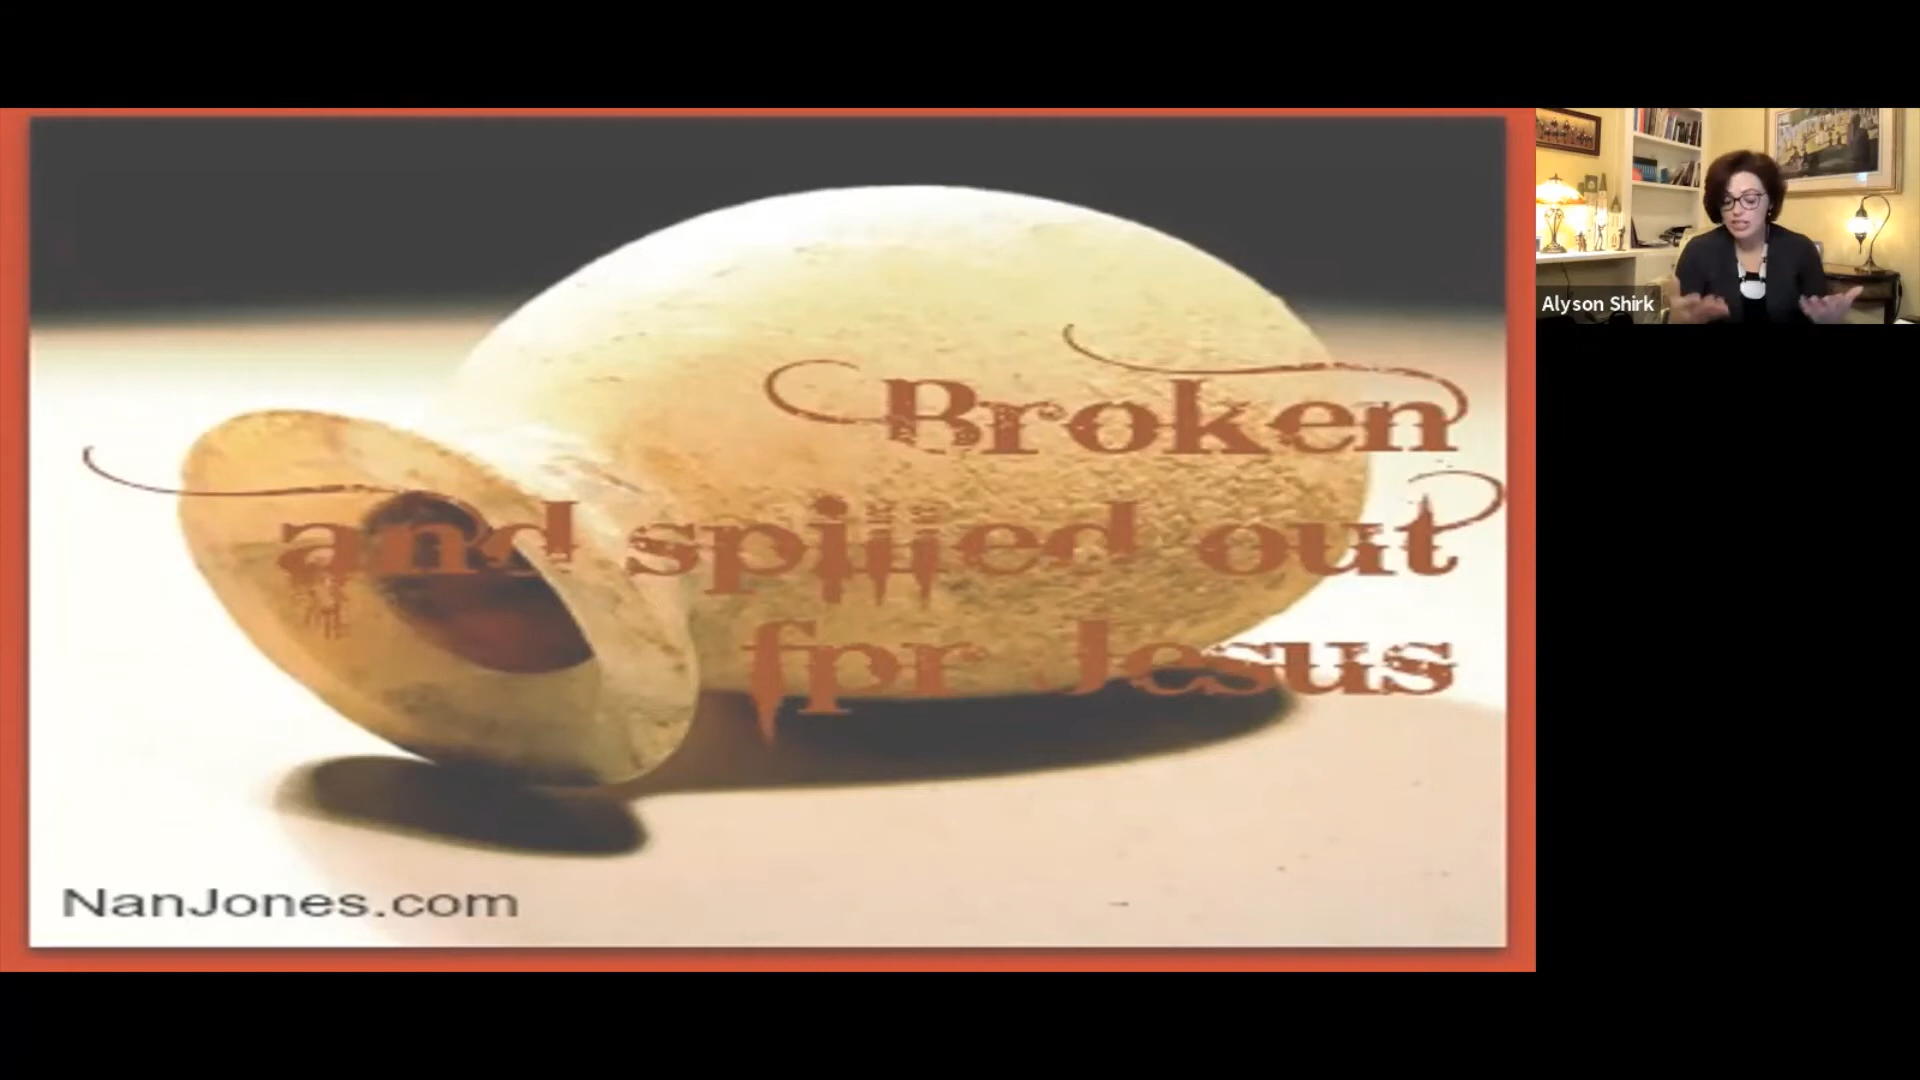 Broken
and spilled out
fpr Jesus
NanJones.com
Alyson Shirk